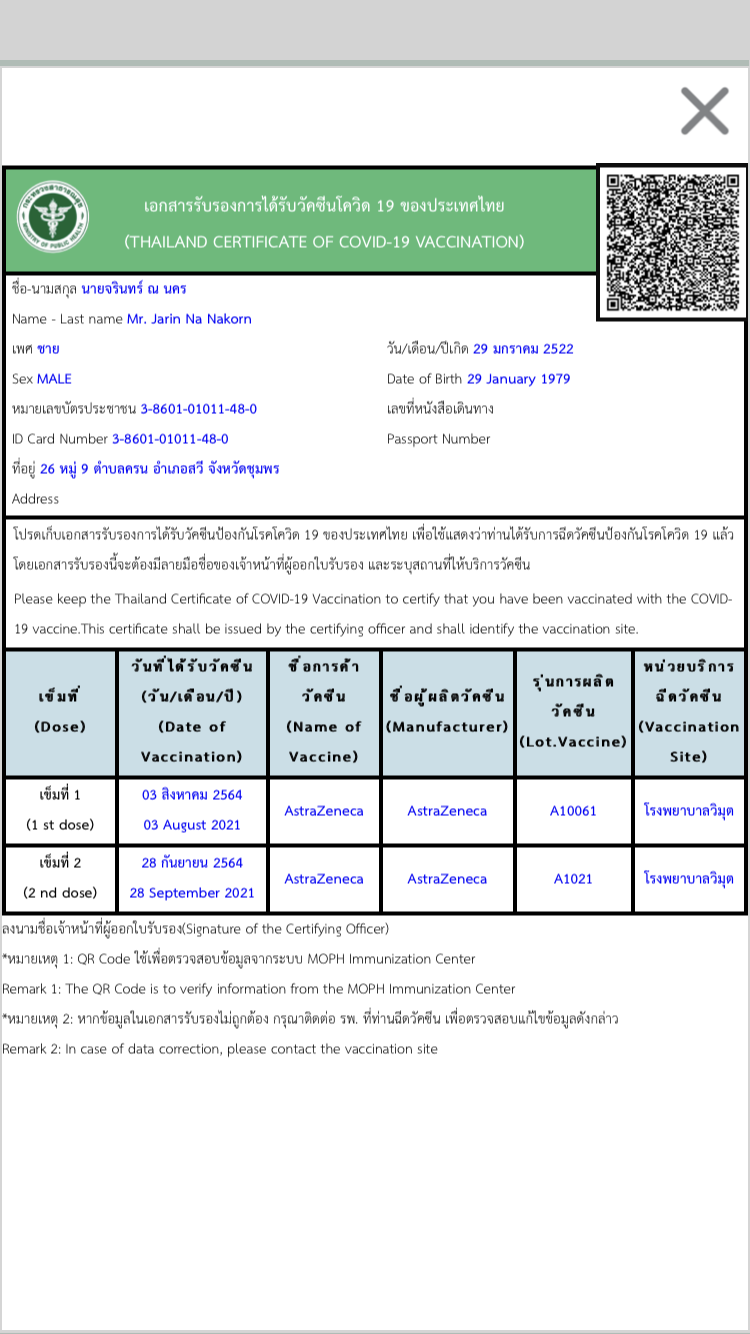 เอกสารรับรองการได้รับวัคซีนโควิด 19 ของประเทศไทย
(THAILAND CERTIFICATE OF COVID-19 VACCINATION)
กระทรวงสาธารณสุข
MINISTRY OF PUBLIC HEALTH
ชื่อ-นามสกุล นายจรินทร์ ณ นคร
Name - Last name Mr. Jarin Na Nakorn
เพศ ชาย วัน/เดือน/ปีเกิด 29 มกราคม 2522
Sex MALE Date of Birth 29 January 1979
หมายเลขบัตรประชาชน 3-8601-01011-48-0 เลขที่หนังสือเดินทาง
ID Card Number 3-8601-01011-48-0 Passport Number
ที่อยู่ 26 หมู่ 9 ตำบลครน อำเภอสวี จังหวัดชุมพร
Address
โปรดเก็บเอกสารรับรองการได้รับวัคซีนป้องกันโรคโควิด 19 ของประเทศไทย เพื่อใช้แสดงว่าท่านได้รับการฉีดวัคซีนป้องกันโรคโควิด 19 แล้ว
โดยเอกสารรับรองนี้จะต้องมีลายมือชื่อของเจ้าหน้าที่ผู้ออกใบรับรอง และระบุสถานที่ให้บริการวัคซีน
Please keep the Thailand Certificate of COVID-19 Vaccination to certify that you have been vaccinated with the COVID-
19 vaccine.This certificate shall be issued by the certifying officer and shall identify the vaccination site.
เข็มที่
(Dose)
วันที่ได้รับวัคซีน
(วัน/เดือน/ปี)
(Date of
Vaccination)
ชื่อการค้า
วัคซีน
(Name of
Vaccine)
ชื่อผู้ผลิตวัคซีน
(Manufacturer)
รุ่นการผลิต
วัคซีน
(Lot.Vaccine)
หน่วยบริการ
ฉีดวัคซีน
(Vaccination
Site)
เข็มที่ 1
(1 st dose)
03 สิงหาคม 2564
03 August 2021
AstraZeneca
AstraZeneca
A10061
โรงพยาบาลวิมุต
เข็มที่ 2
(2 nd dose)
28 กันยายน 2564
28 September 2021
AstraZeneca
AstraZeneca
A1021
โรงพยาบาลวิมุต
ลงนามชื่อเจ้าหน้าที่ผู้ออกใบรับรอง(Signature of the Certifying Officer)
*หมายเหตุ 1: QR Code ใช้เพื่อตรวจสอบข้อมูลจากระบบ MOPH Immunization Center
Remark 1: The QR Code is to verify information from the MOPH Immunization Center
*หมายเหตุ 2: หากข้อมูลในเอกสารรับรองไม่ถูกต้อง กรุณาติดต่อ รพ. ที่ท่านฉีดวัคซีน เพื่อตรวจสอบแก้ไขข้อมูลดังกล่าว
Remark 2: In case of data correction, please contact the vaccination site